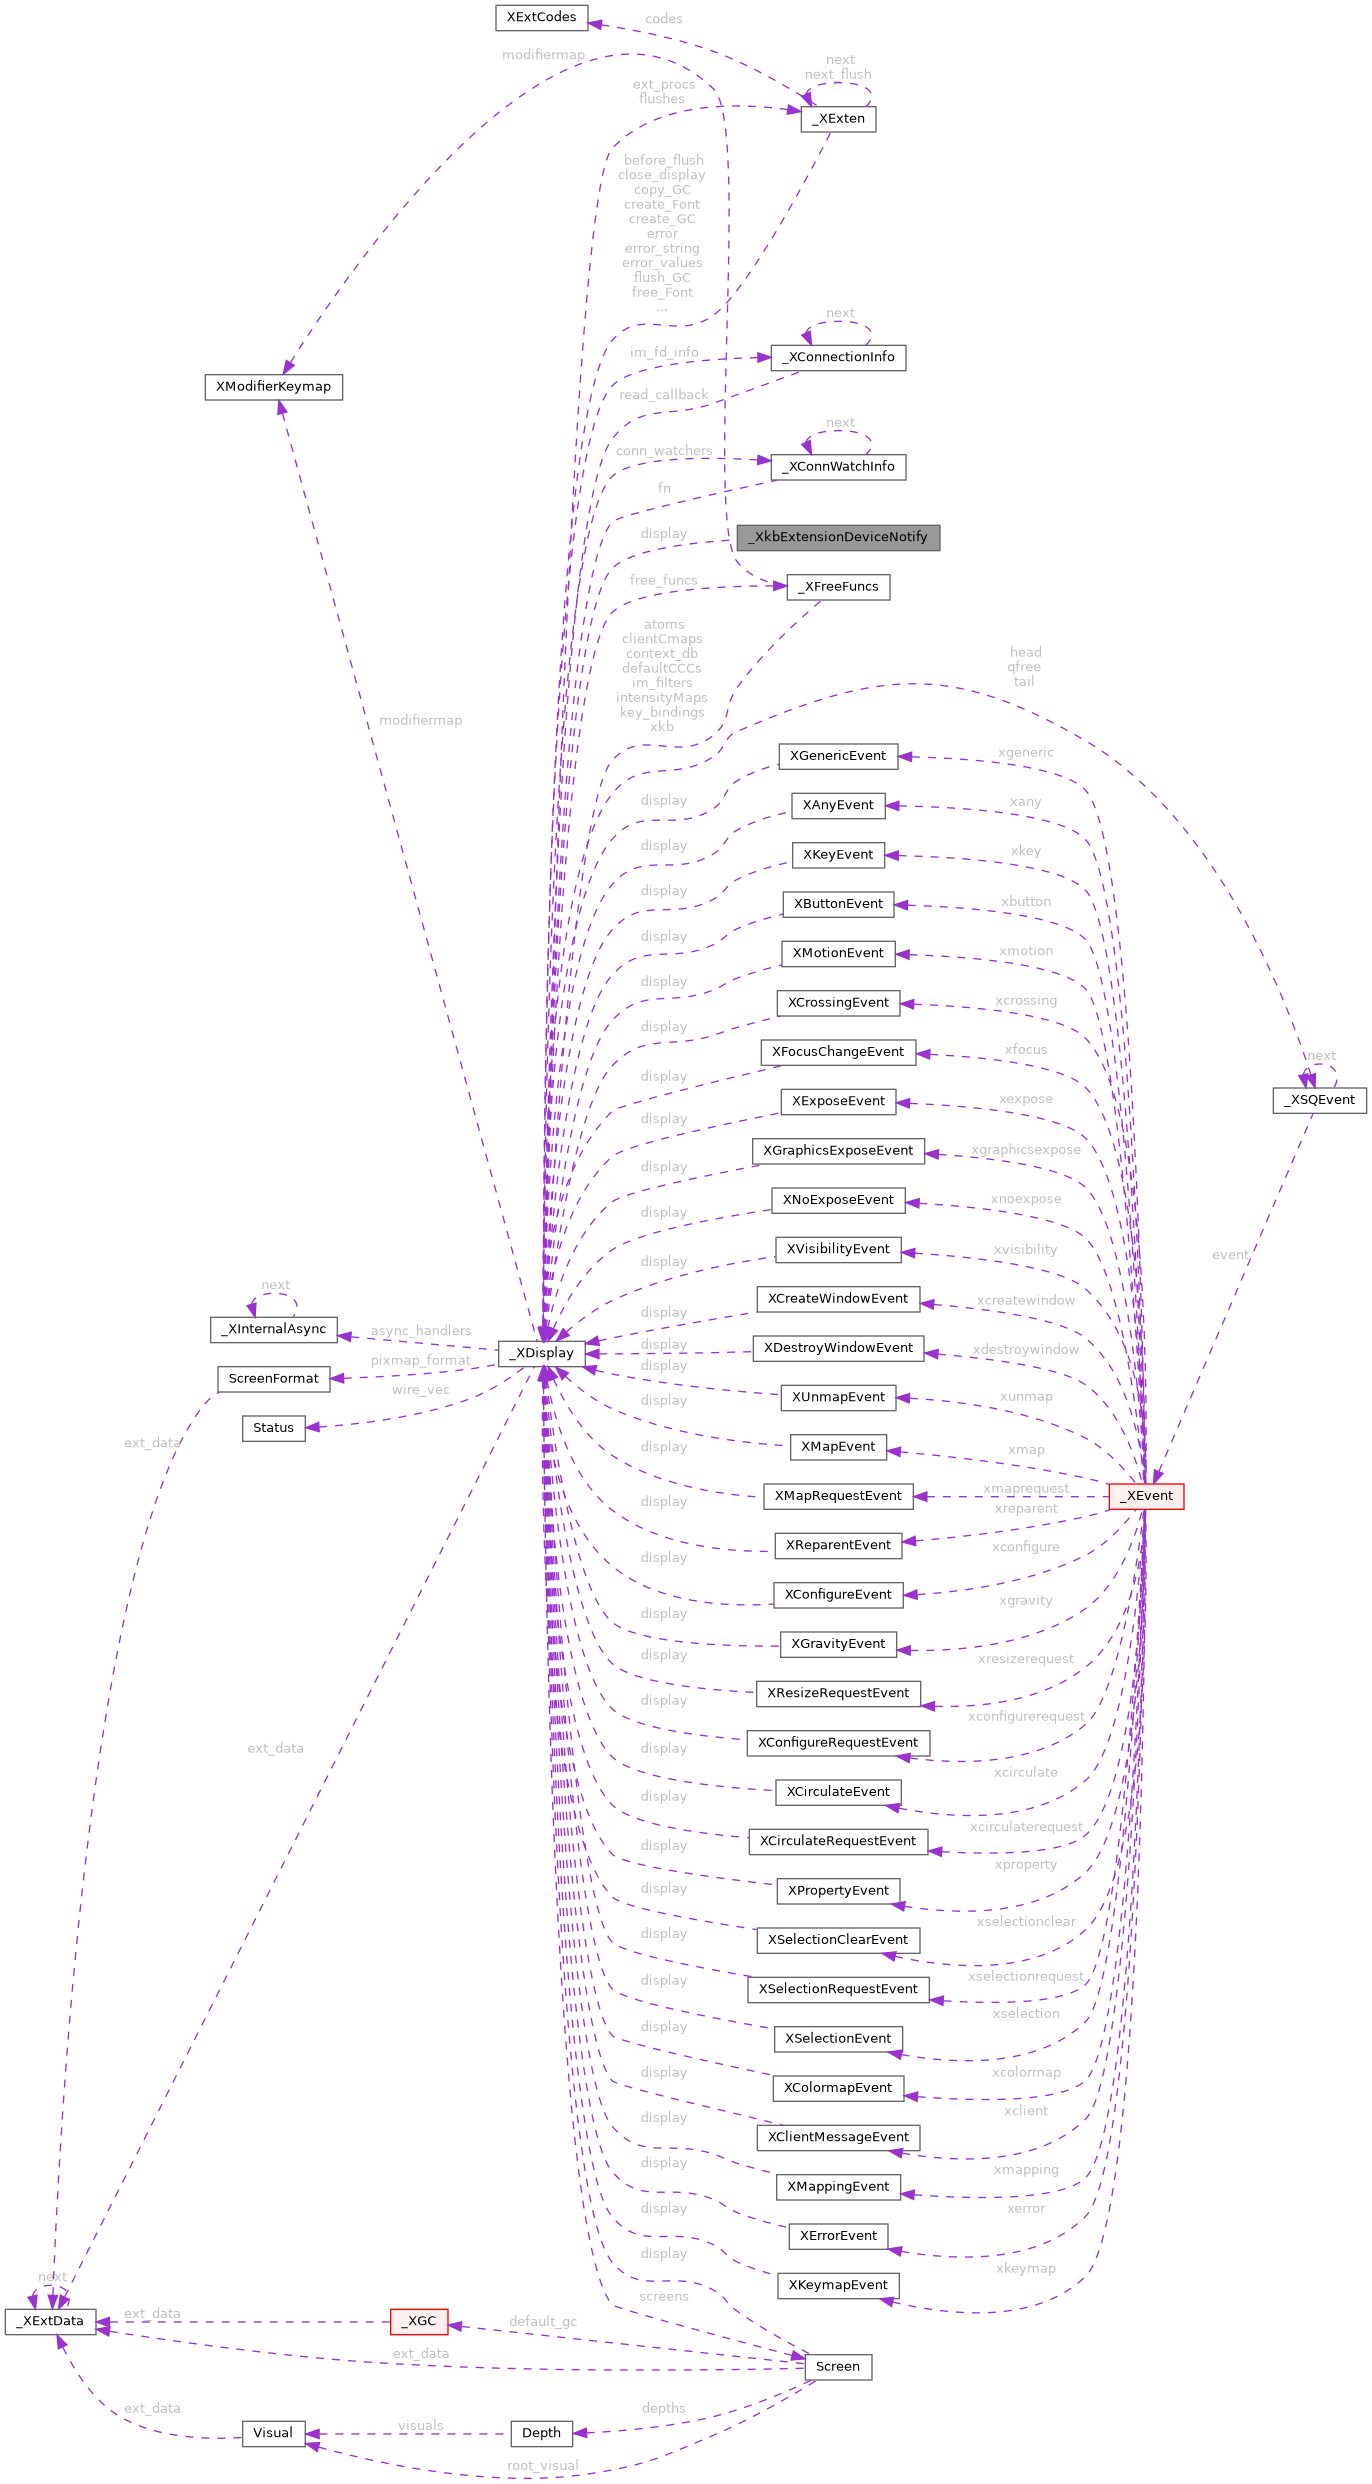 XExtCodes
codes
modifiermap
next
next_flush
ext_procs
flushes
_XExten
before_flush
close_display
copy_GC
create_Font
create_GC
error
error_string
error_values
flush_GC
free_Font
...
next
im_fd_info
_XConnectionInfo
XModifierKeymap
read_callback
next
conn_watchers
_XConnWatchInfo
fn
display
_XkbExtensionDeviceNotify
free_funcs
_XFreeFuncs
atoms
clientCmaps
context_db
defaultCCCs
im_filters
intensityMaps
key_bindings
xkb
head
qfree
tail
modifiermap
XGenericEvent
xgeneric
display
XAnyEvent
xany
display
XKeyEvent
xkey
display
XButtonEvent
xbutton
display
XMotionEvent
xmotion
display
XCrossingEvent
xcrossing
display
XFocusChangeEvent
xfocus
next
display
XExposeEvent
xexpose
_XSQEvent
display
XGraphicsExposeEvent
xgraphicsexpose
display
XNoExposeEvent
xnoexpose
display
XVisibilityEvent
xvisibility
event
display
next
XCreateWindowEvent
xcreatewindow
display
_XInternalAsync
async_handlers
_XDisplay
display
XDestroyWindowEvent
xdestroywindow
pixmap_format
display
ScreenFormat
wire_vec
XUnmapEvent
xunmap
display
Status
ext_data
XMapEvent
xmap
display
XMapRequestEvent
xmaprequest
_XEvent
display
xreparent
XReparentEvent
xconfigure
display
XConfigureEvent
xgravity
display
XGravityEvent
xresizerequest
display
XResizeRequestEvent
xconfigurerequest
display
XConfigureRequestEvent
ext_data
display
xcirculate
XCirculateEvent
display
xcirculaterequest
XCirculateRequestEvent
display
xproperty
XPropertyEvent
display
xselectionclear
XSelectionClearEvent
display
xselectionrequest
XSelectionRequestEvent
display
xselection
XSelectionEvent
display
xcolormap
XColormapEvent
display
xclient
XClientMessageEvent
display
xmapping
XMappingEvent
display
xerror
XErrorEvent
display
xkeymap
XKeymapEvent
display
next
screens
_XExtData
ext_data
_XGC
default_gc
ext_data
Screen
ext_data
Visual
visuals
Depth
depths
root_visual